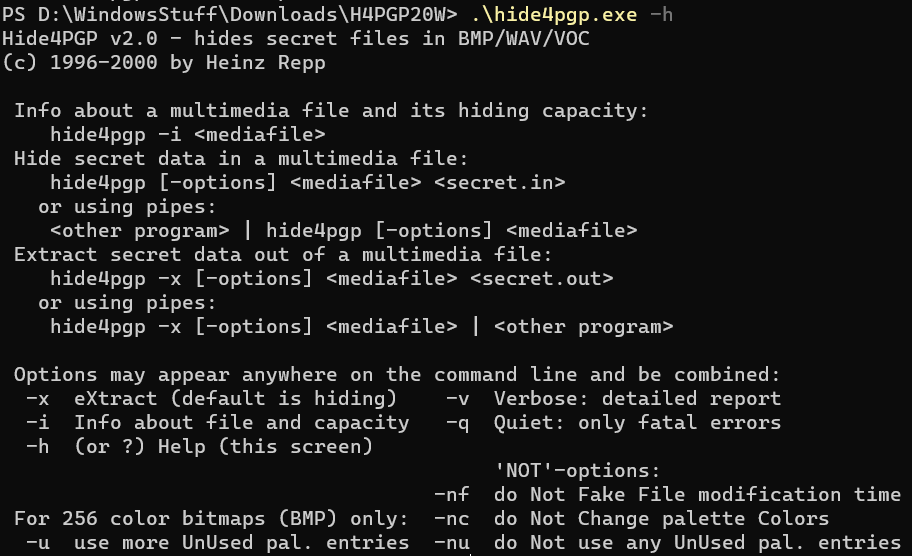 PS D:\WindowsStuff\Downloads\H4PGP20W> .\hide4pgp.exe -h
Hide4PGP v2.0 - hides secret files in BMP/WAV/VOC
(c) 1996-2000 by Heinz Repp
Info about a multimedia file and its hiding capacity:
hide4pgp -i <mediafile>
Hide secret data in a multimedia file:
hide4pgp [-options] <mediafile> <secret.in>
or using pipes:
<other program> | hide4pgp [-options] <mediafile>
Extract secret data out of a multimedia file:
hide4pgp -x [-options] <mediafile> <secret.out>
or using pipes:
hide4pgp -x [-options] <mediafile> | <other program>
Options may appear anywhere on the command line and be combined:
-x  eXtract (default is hiding)    -v  Verbose: detailed report
-i  Info about file and capacity   -q  Quiet: only fatal errors
-h  (or ?) Help (this screen)
'NOT'-options:
-nf  do Not Fake File modification time
For 256 color bitmaps (BMP) only:  -nc  do Not Change palette Colors
-u  use more UnUsed pal. entries  -nu  do Not use any UnUsed pal. entries